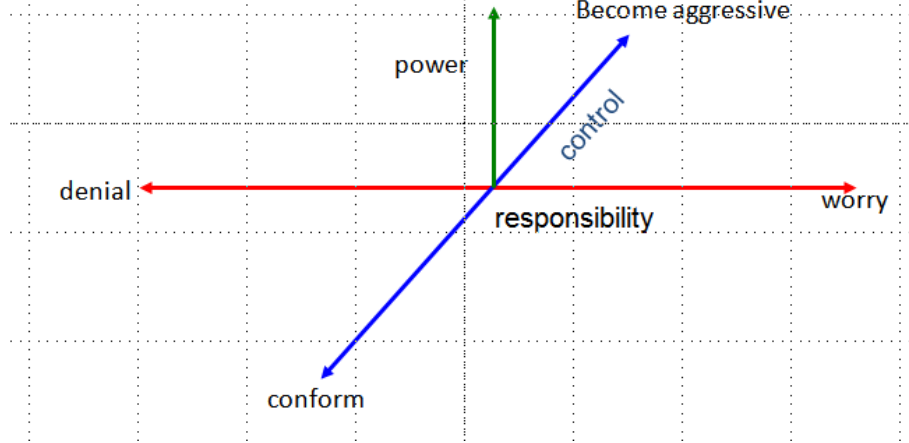 Become aggressive
power
control
denial
worry
responsibility
conform